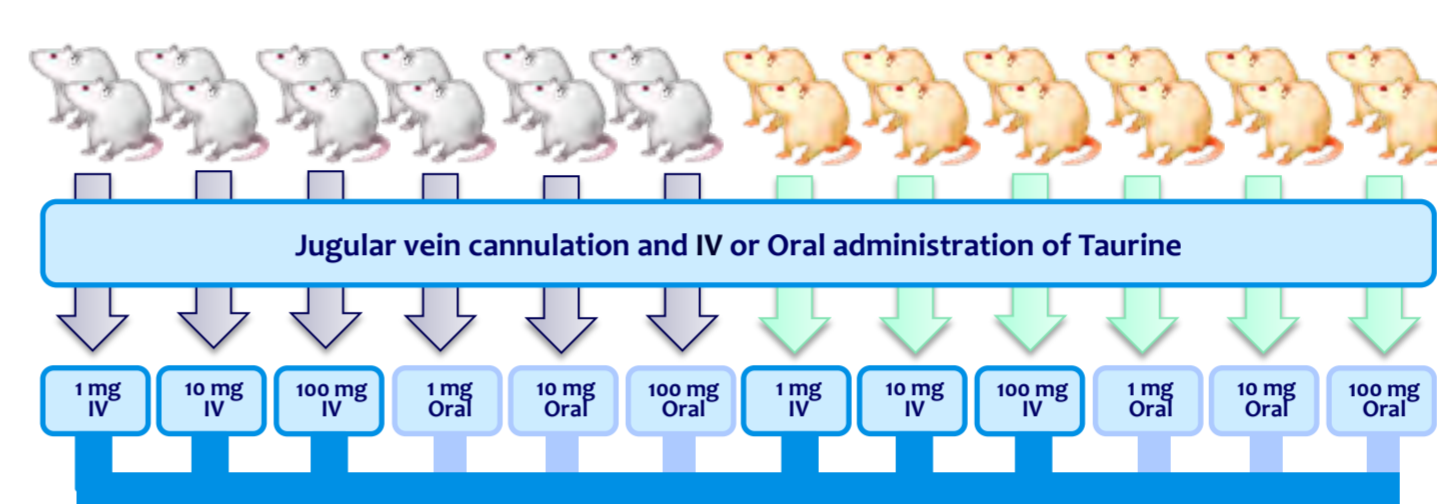 Jugular vein cannulation and IV or Oral administration of Taurine
1 mg
IV
10 mg
IV
100 mg
IV
1 mg
Oral
10 mg
Oral
100 mg
Oral
1 mg
IV
10 mg
IV
100 mg
IV
1 mg
Oral
10 mg
Oral
100 mg
Oral